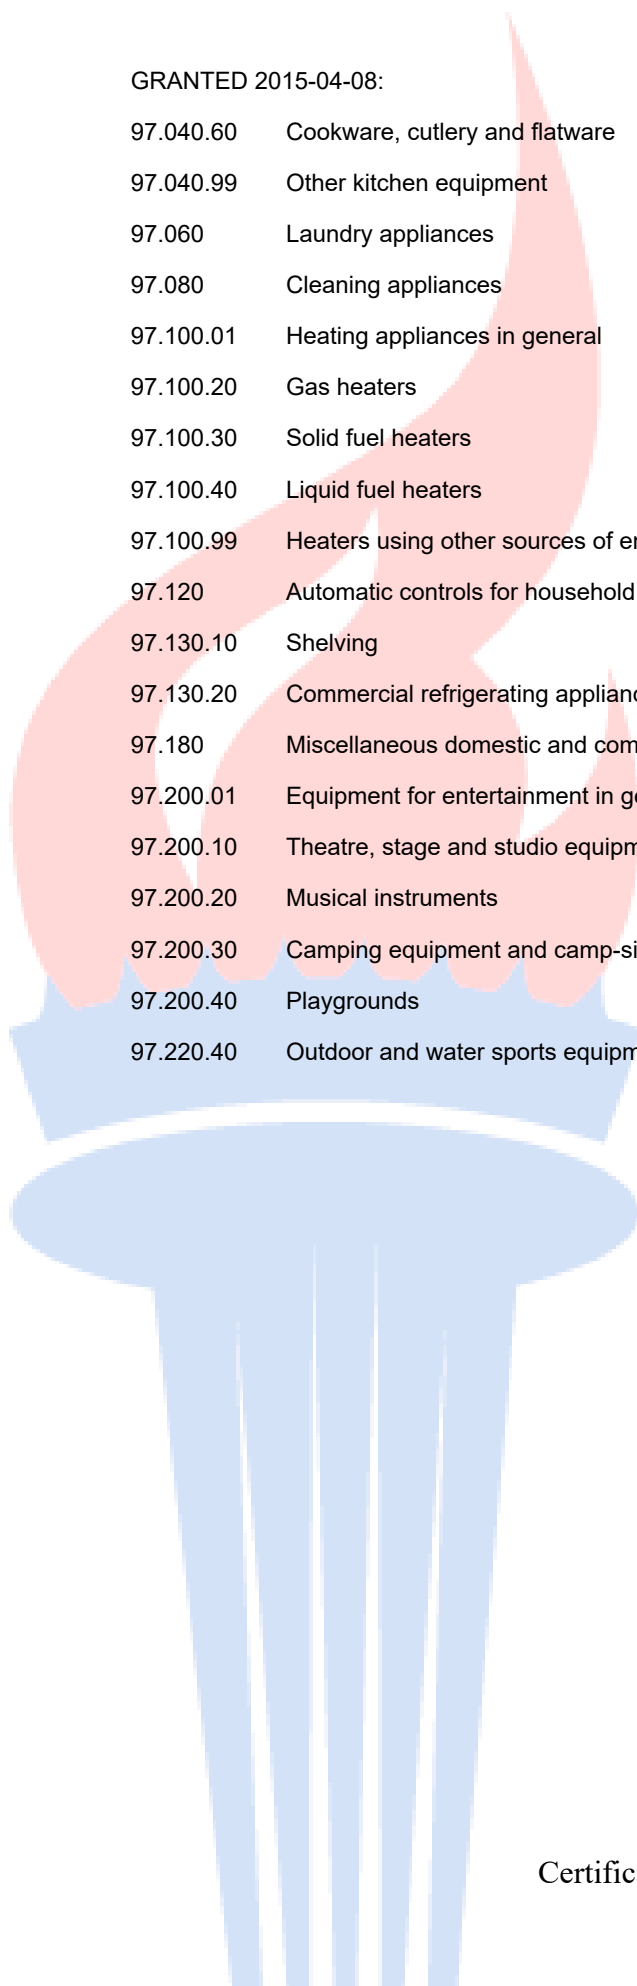 GRANTED 2015-04-08:
97.040.60 Cookware, cutlery and flatware
97.040.99 Other kitchen equipment
97.060 Laundry appliances
97.080 Cleaning appliances
97.100.01 Heating appliances in general
97.100.20 Gas heaters
97.100.30 Solid fuel heaters
97.100.40 Liquid fuel heaters
97.100.99 Heaters using other sources of
97.120 Automatic controls for household
97.130.10 Shelving
97.130.20 Commercial refrigerating
97.180 Miscellaneous domestic and
97.200.01 Equipment for entertainment in
97.200.10 Theatre, stage and studio
97.200.20 Musical instruments
97.200.30 Camping equipment and
97.200.40 Playgrounds
97.220.40 Outdoor and water sports